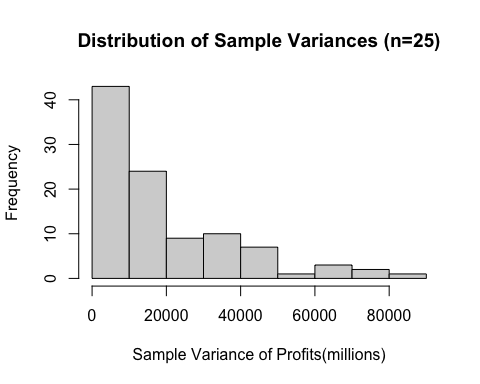 Distribution of Sample Variances (n=25)
40
30
20
10
0
Frequency
0 20000 40000 60000 80000
Sample Variance of Profits(millions)